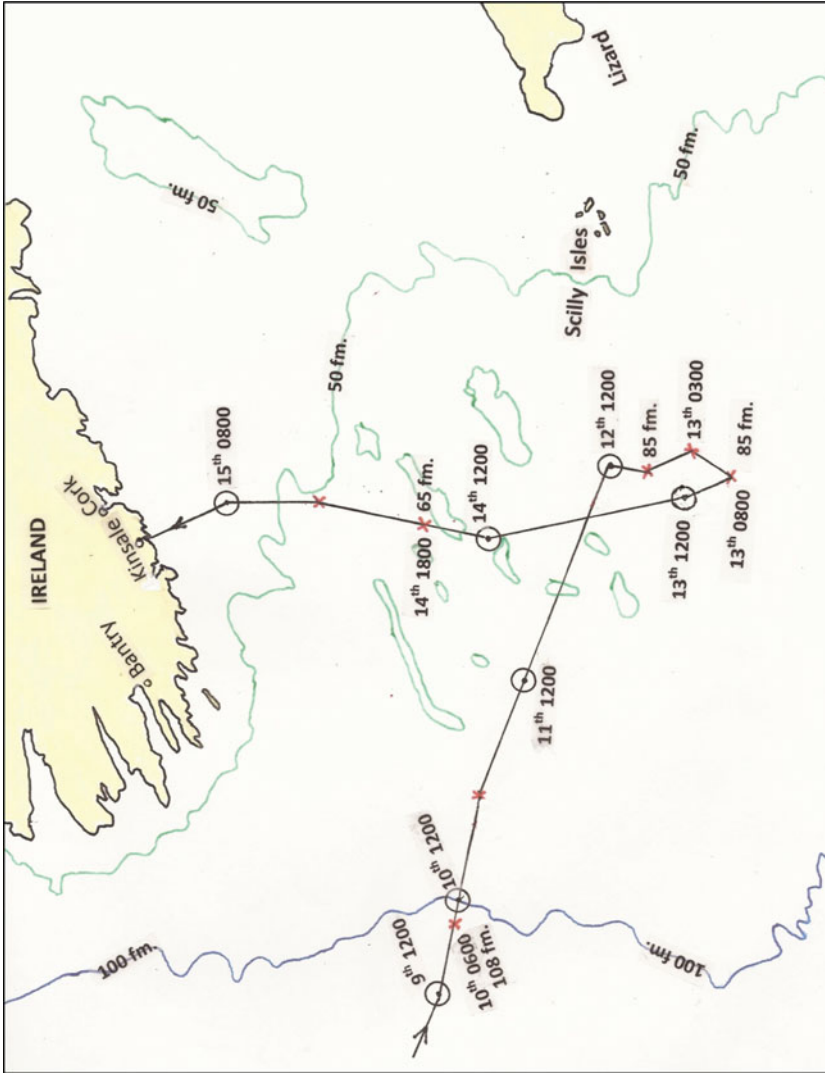 IRELAND
Bantry
Kinsale
Cork
15th 0800
50 fm.
50 fm.
Lizard
100 fm.
14th 1800
65 fm.
14th 1200
9th 1200
10th 0600
108 fm.
10th 1200
11th 1200
Scilly Isles
50 fm.
12th 1200
85 fm.
13th 0300
13th 1200
13th 0800
85 fm.
100 fm.